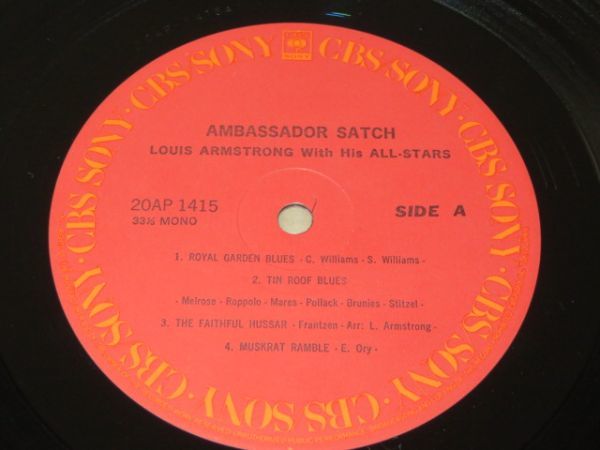 CBS SONY · CBS SONY · CBS SONY · CBS SONY · CBS SONY · CBS SONY · CBS SONY
AMBASSADOR SATCH
LOUIS ARMSTRONG With His ALL-STARS
20AP 1415
33⅓ MONO
SIDE A
1. ROYAL GARDEN BLUES - C. Williams - S. Williams -
2. TIN ROOF BLUES
- Melrose - Roppolo - Mares - Pollack - Brunies - Stitzel -
3. THE FAITHFUL HUSSAR - Frantzen - Arr: L. Armstrong -
4. MUSKRAT RAMBLE - E. Ory -